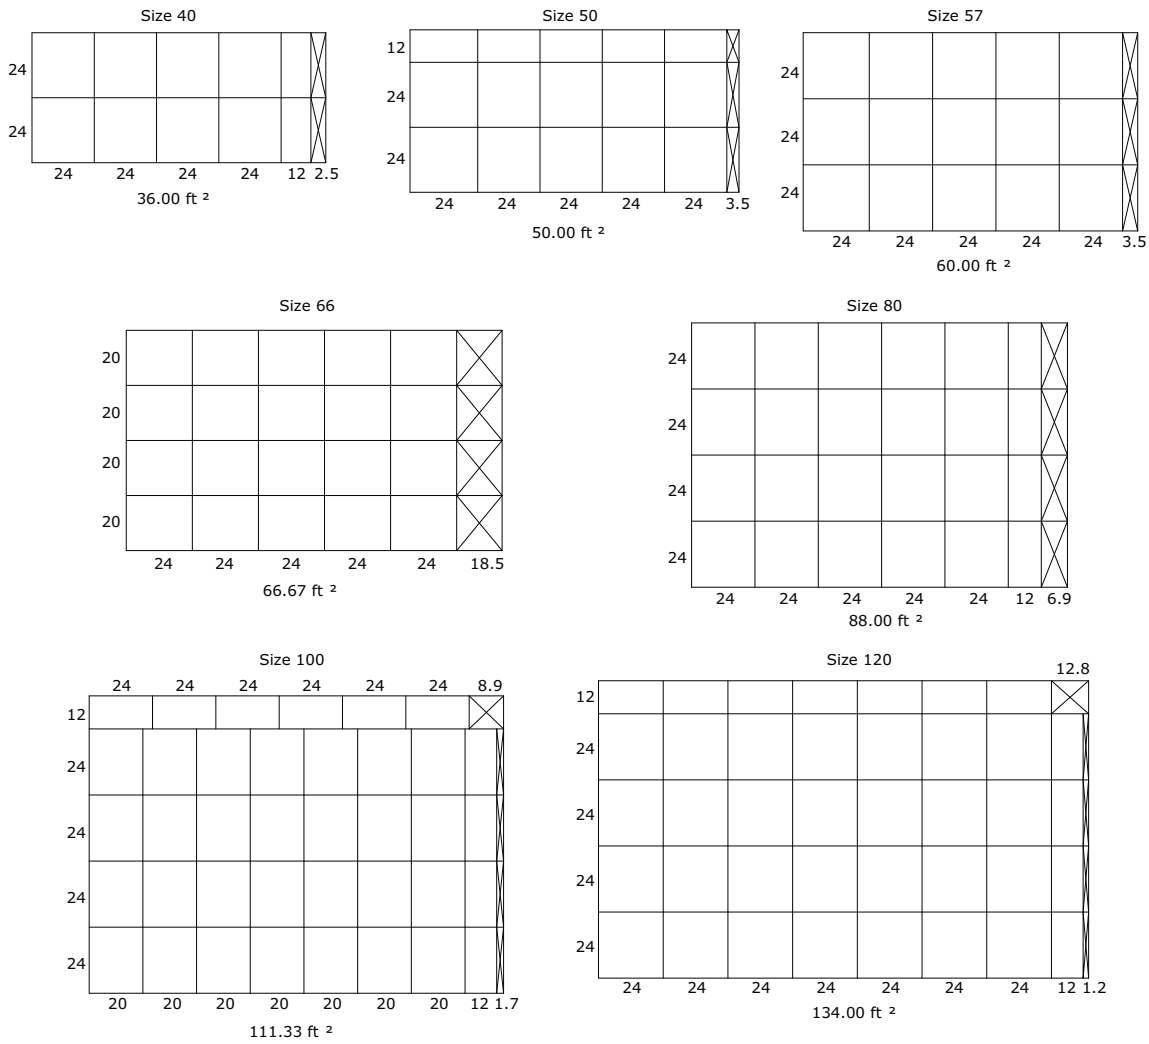 Size 40
24
24
24 24 24 24 12 2.5
36.00 ft ²
Size 50
12
24
24
24 24 24 24 24 3.5
50.00 ft ²
Size 57
24
24
24
24 24 24 24 24 3.5
60.00 ft ²
Size 66
20
20
20
20
24 24 24 24 24 18.5
66.67 ft ²
Size 80
24
24
24
24
24 24 24 24 24 12 6.9
88.00 ft ²
Size 100
24 24 24 24 24 24 8.9
12
24
24
24
24
20 20 20 20 20 20 20 12 1.7
111.33 ft ²
Size 120
12.8
12
24
24
24
24
24 24 24 24 24 24 24 12 1.2
134.00 ft ²